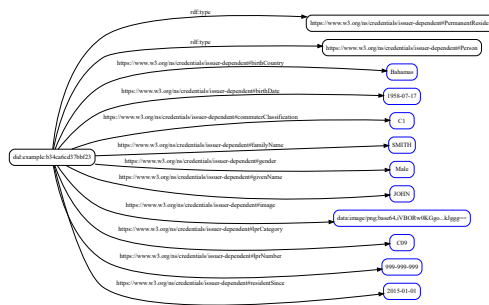 rdf:type
https://www.w3.org/ns/credentials/issuer-dependent#PermanentReside
rdf:type
https://www.w3.org/ns/credentials/issuer-dependent#Person
https://www.w3.org/ns/credentials/issuer-dependent#birthCountry
Bahamas
https://www.w3.org/ns/credentials/issuer-dependent#birthDate
1958-07-17
https://www.w3.org/ns/credentials/issuer-dependent#commuterClassification
C1
https://www.w3.org/ns/credentials/issuer-dependent#familyName
SMITH
did:example:b34ca6cd37bbf23
https://www.w3.org/ns/credentials/issuer-dependent#gender
Male
https://www.w3.org/ns/credentials/issuer-dependent#givenName
JOHN
https://www.w3.org/ns/credentials/issuer-dependent#image
data:image/png;base64,iVBORw0KGgo...kJggg==
https://www.w3.org/ns/credentials/issuer-dependent#lprCategory
C09
https://www.w3.org/ns/credentials/issuer-dependent#lprNumber
999-999-999
https://www.w3.org/ns/credentials/issuer-dependent#residentSince
2015-01-01